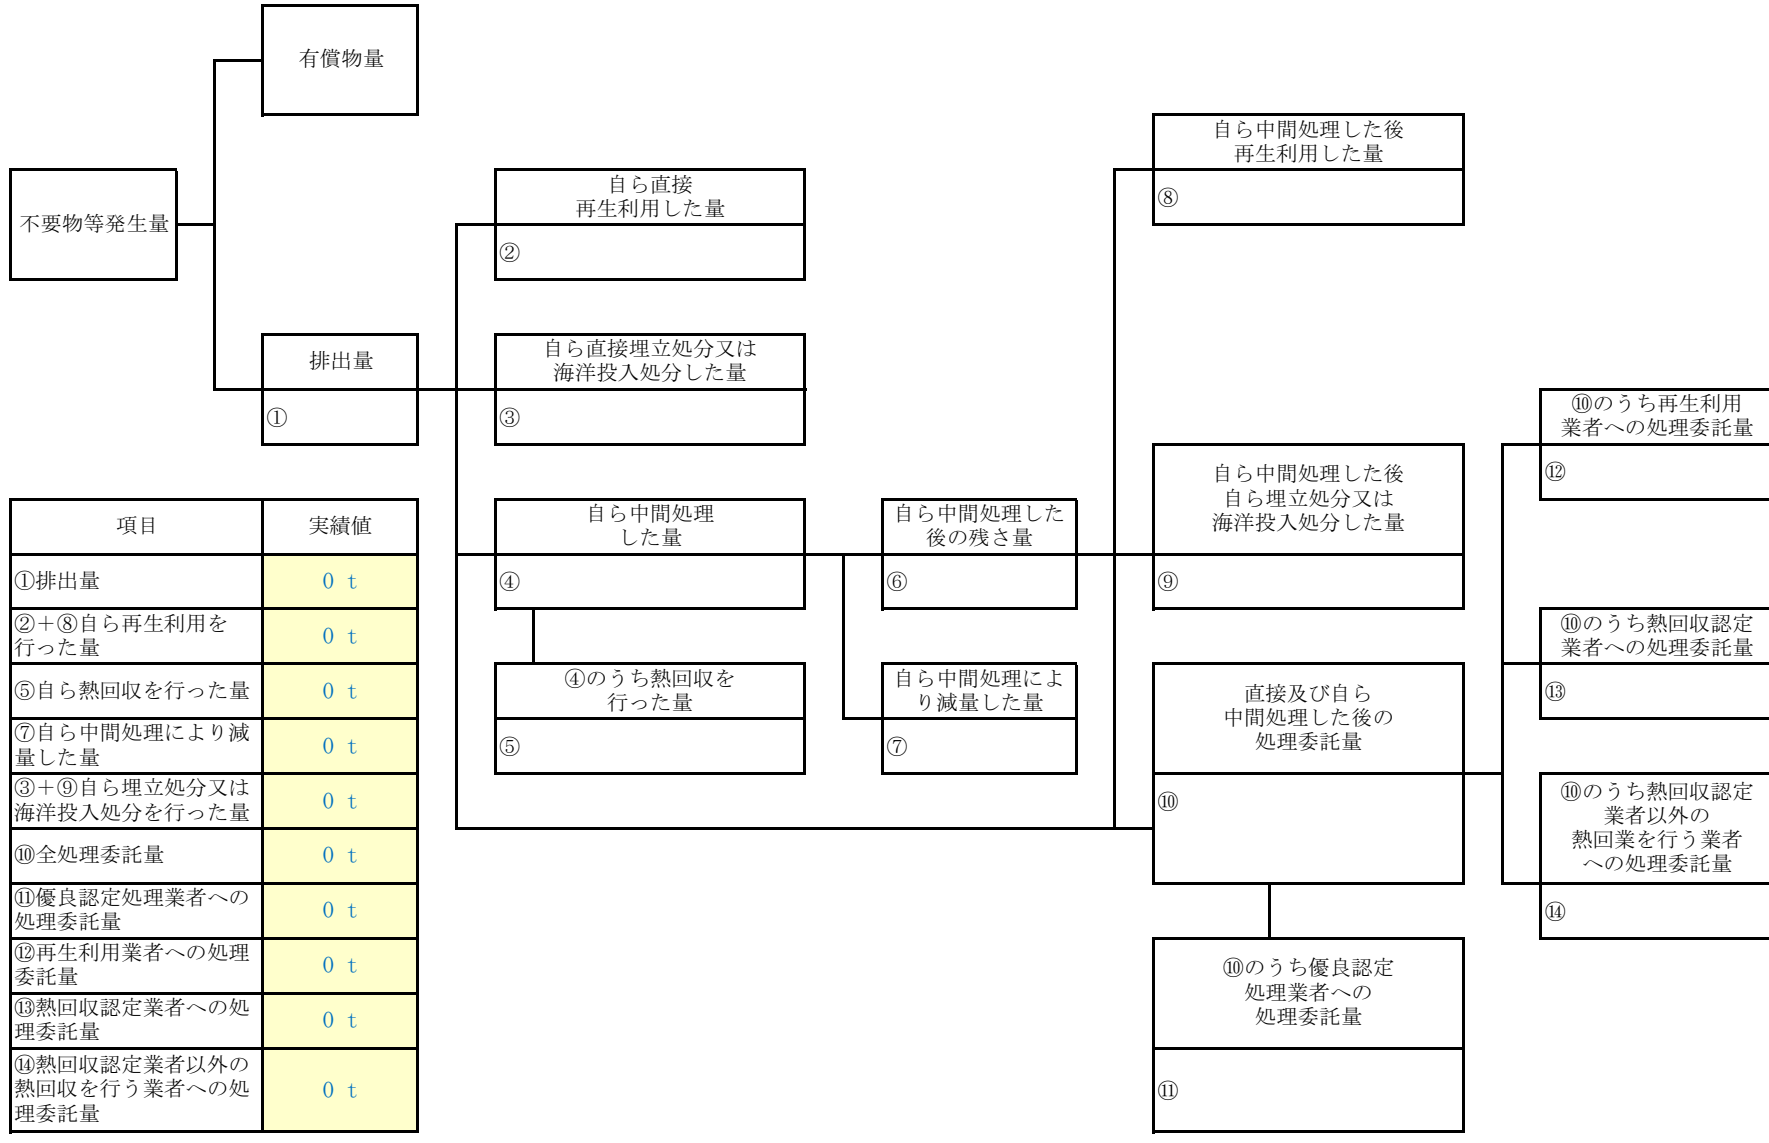 有償物量
不要物等発生量
排出量
①
自ら直接
再生利用した量
②
自ら直接埋立処分又は
海洋投入処分した量
③
自ら中間処理
した量
④
④のうち熱回収を
行った量
⑤
自ら中間処理した
後の残さ量
⑥
自ら中間処理によ
り減量した量
⑦
自ら中間処理した後
再生利用した量
⑧
自ら中間処理した後
自ら埋立処分又は
海洋投入処分した量
⑨
直接及び自ら
中間処理した後の
処理委託量
⑩
⑩のうち優良認定
処理業者への
処理委託量
⑪
⑩のうち再生利用
業者への処理委託量
⑫
⑩のうち熱回収認定
業者への処理委託量
⑬
⑩のうち熱回収認定
業者以外の
熱回業を行う業者
への処理委託量
⑭
項目 実績値
①排出量 0 t
②＋⑧自ら再生利用を
行った量 0 t
⑤自ら熱回収を行った量 0 t
⑦自ら中間処理により減
量した量 0 t
③＋⑨自ら埋立処分又は
海洋投入処分を行った量 0 t
⑩全処理委託量 0 t
⑪優良認定処理業者への
処理委託量 0 t
⑫再生利用業者への処理
委託量 0 t
⑬熱回収認定業者への処
理委託量 0 t
⑭熱回収認定業者以外の
熱回収を行う業者への処
理委託量 0 t